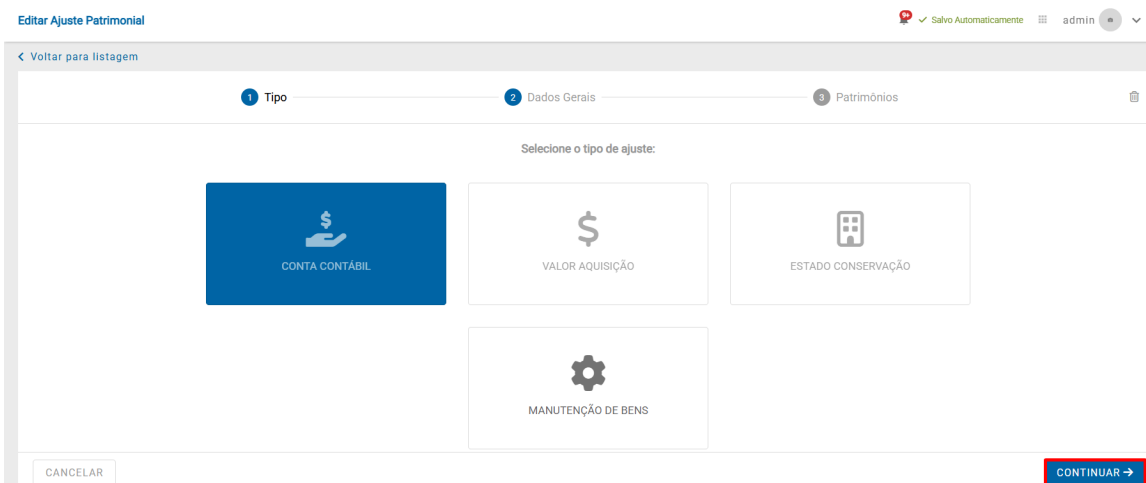 Editar Ajuste Patrimonial
9+ Salvo Automaticamente admin
Voltar para listagem
1 Tipo 2 Dados Gerais 3 Patrimônios
Selecione o tipo de ajuste:
CONTA CONTÁBIL VALOR AQUISIÇÃO ESTADO CONSERVAÇÃO
MANUTENÇÃO DE BENS
CANCELAR CONTINUAR